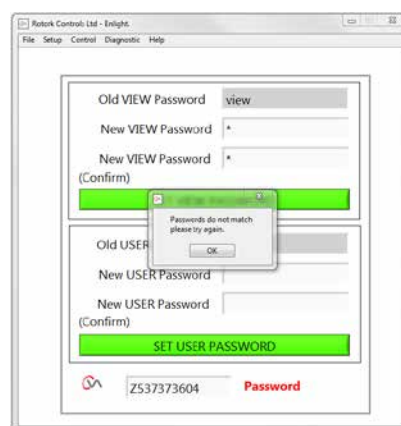 Rotork Controls Ltd - Enlight.
File Setup Control Diagnostic Help
Old VIEW Password view
New VIEW Password *
New VIEW Password *
(Confirm)
Passwords do not match
please try again.
OK
Old USER
New USER Password
New USER Password
(Confirm)
SET USER PASSWORD
Z537373604 Password